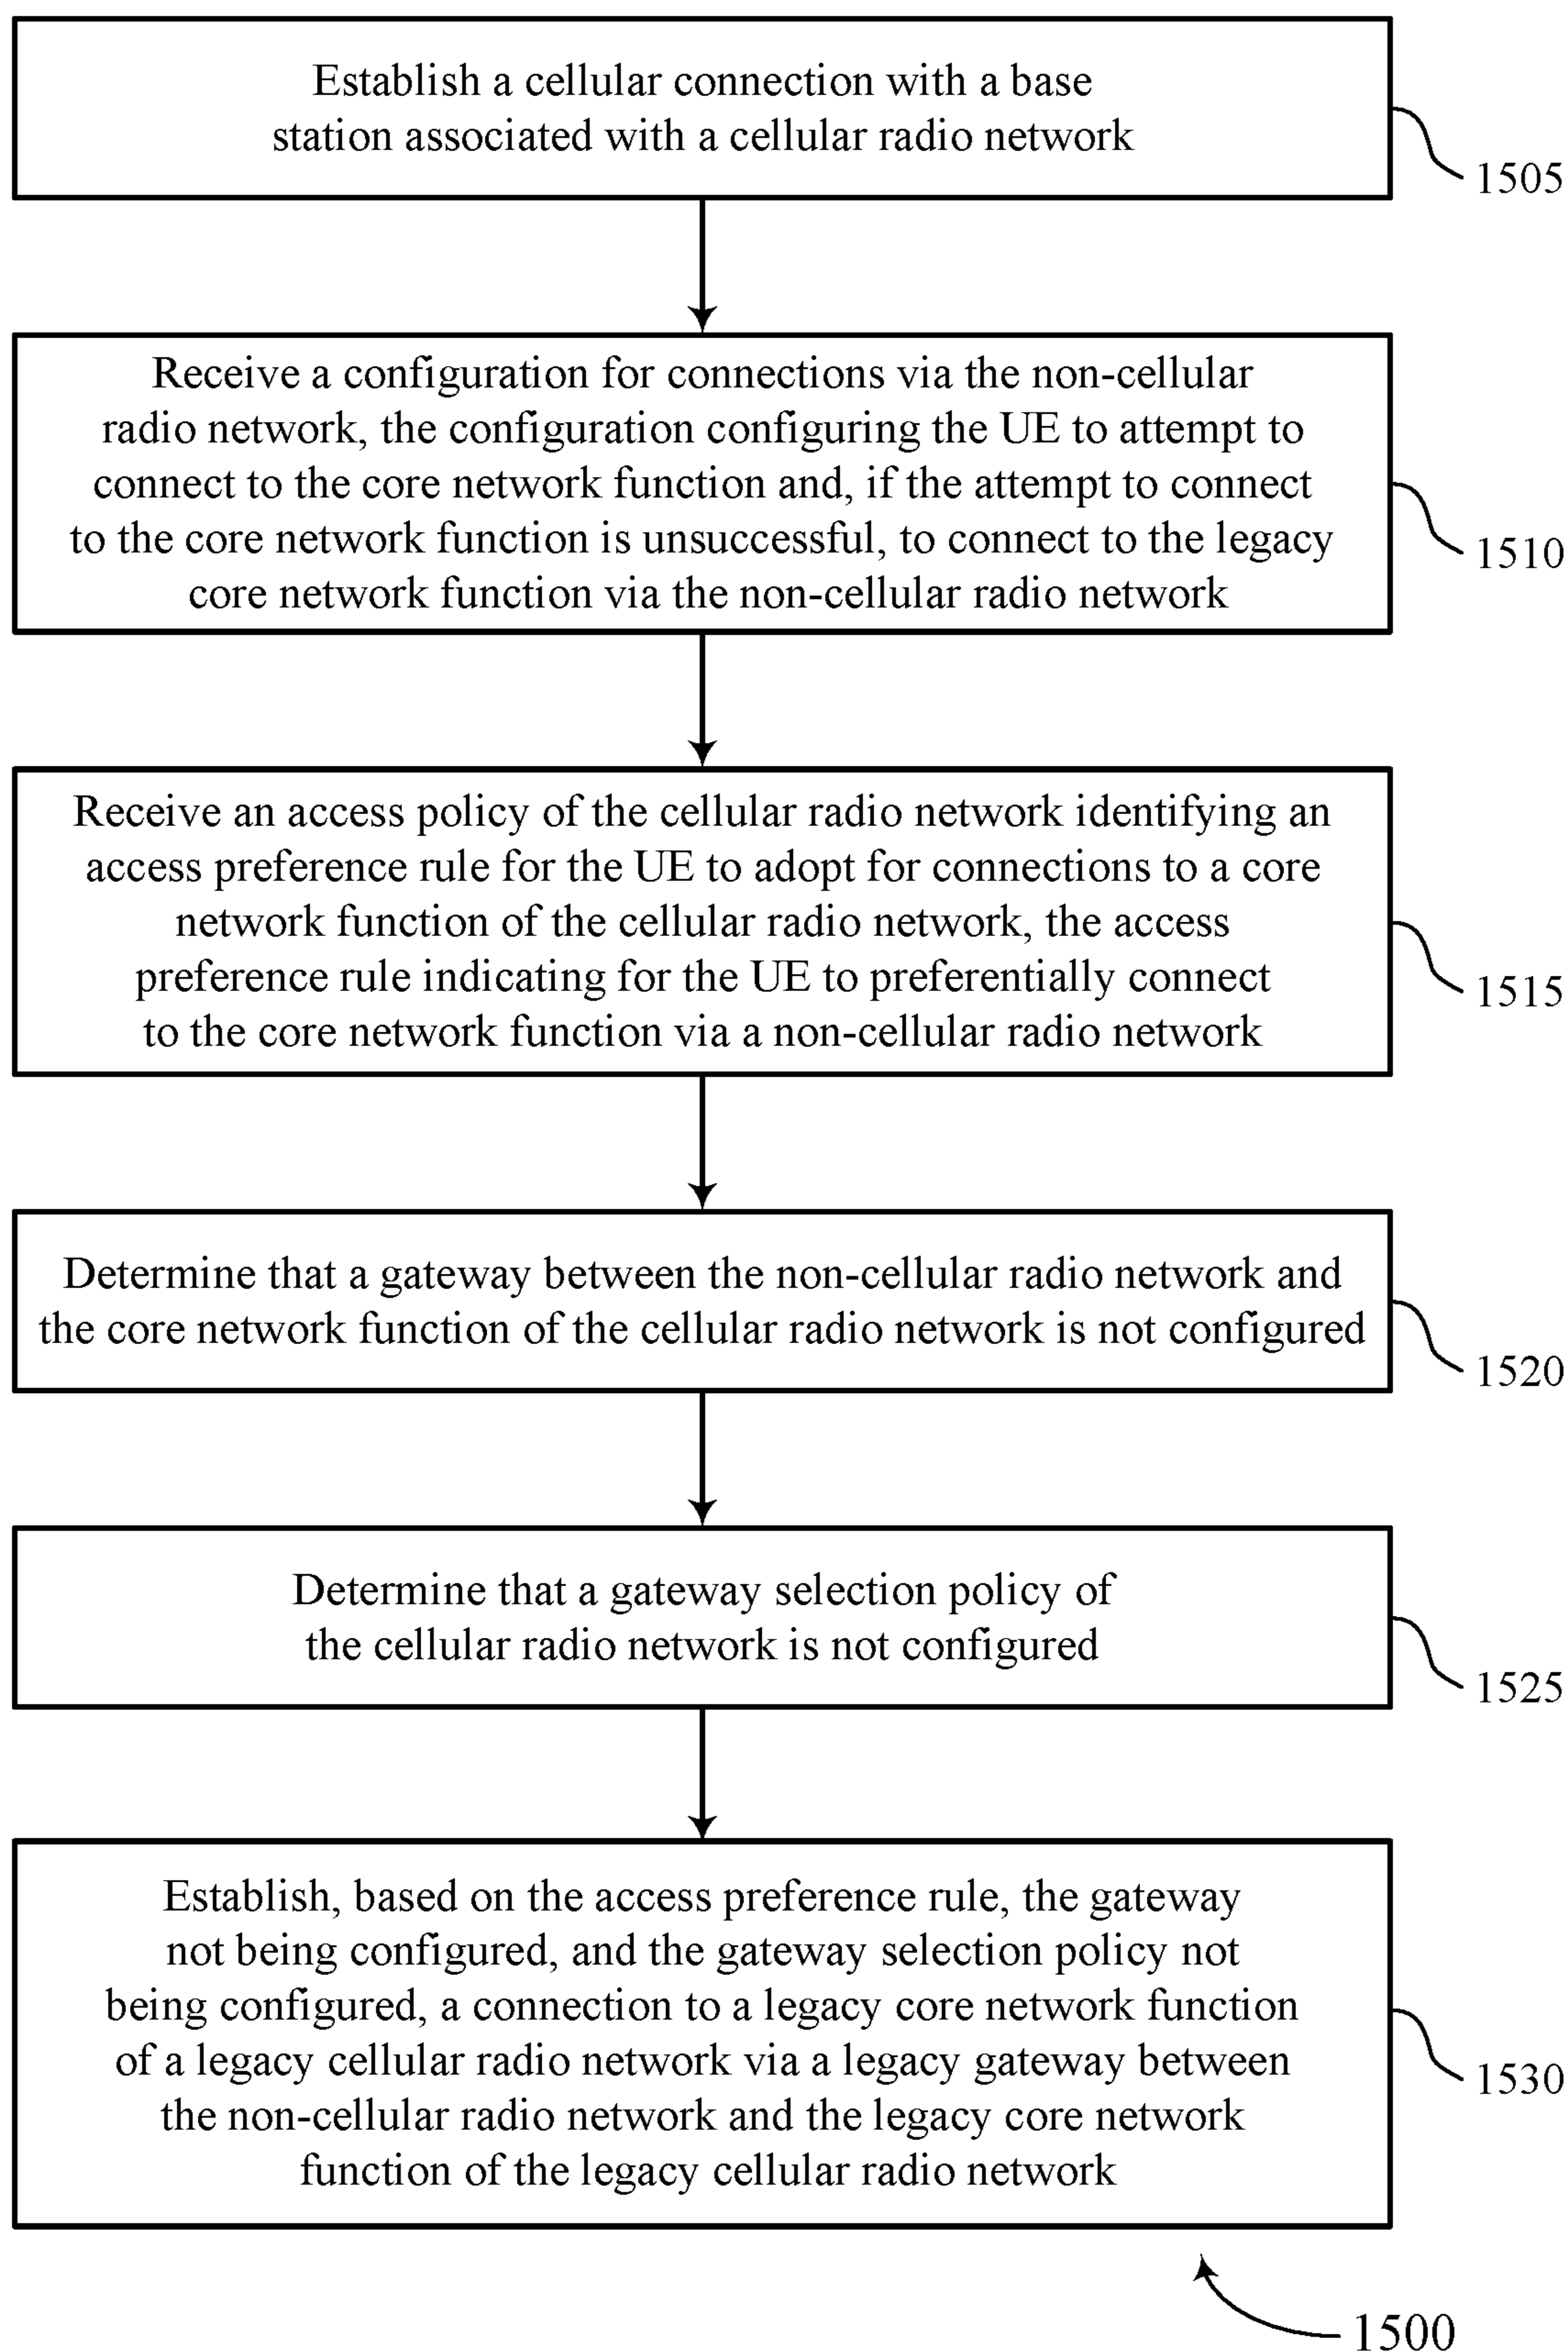 Establish a cellular connection with a base
station associated with a cellular radio network
1505
Receive a configuration for connections via the non-cellular
radio network, the configuration configuring the UE to attempt to
connect to the core network function and, if the attempt to connect
to the core network function is unsuccessful, to connect to the legacy
core network function via the non-cellular radio network
1510
Receive an access policy of the cellular radio network identifying an
access preference rule for the UE to adopt for connections to a core
network function of the cellular radio network, the access
preference rule indicating for the UE to preferentially connect
to the core network function via a non-cellular radio network
1515
Determine that a gateway between the non-cellular radio network and
the core network function of the cellular radio network is not configured
1520
Determine that a gateway selection policy of
the cellular radio network is not configured
1525
Establish, based on the access preference rule, the gateway
not being configured, and the gateway selection policy not
being configured, a connection to a legacy core network function
of a legacy cellular radio network via a legacy gateway between
the non-cellular radio network and the legacy core network
function of the legacy cellular radio network
1530
1500